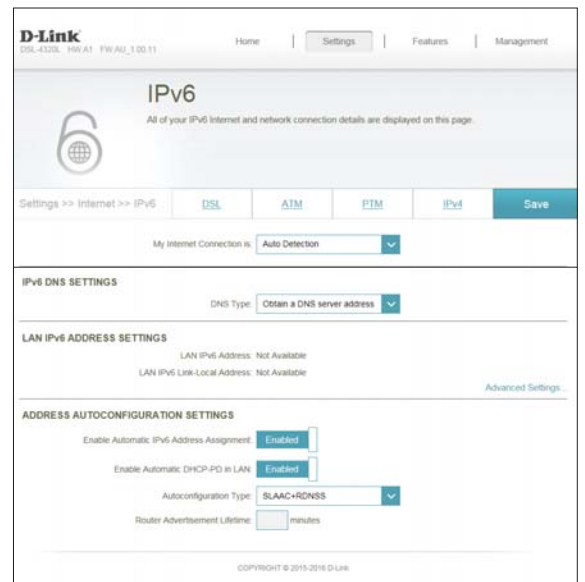 D-Link
DSL-4320L HW:A1 FW:AU_1.00.11
Home | Settings | Features | Management
IPv6
All of your IPv6 Internet and network connection details are displayed on this page.
Settings >> Internet >> IPv6 DSL ATM PTM IPv4 Save
My Internet Connection is: Auto Detection
IPv6 DNS SETTINGS
DNS Type: Obtain a DNS server address
LAN IPv6 ADDRESS SETTINGS
LAN IPv6 Address: Not Available
LAN IPv6 Link-Local Address: Not Available
Advanced Settings...
ADDRESS AUTOCONFIGURATION SETTINGS
Enable Automatic IPv6 Address Assignment: Enabled
Enable Automatic DHCP-PD in LAN: Enabled
Autoconfiguration Type: SLAAC+RDNSS
Router Advertisement Lifetime: minutes
COPYRIGHT © 2015-2016 D-Link